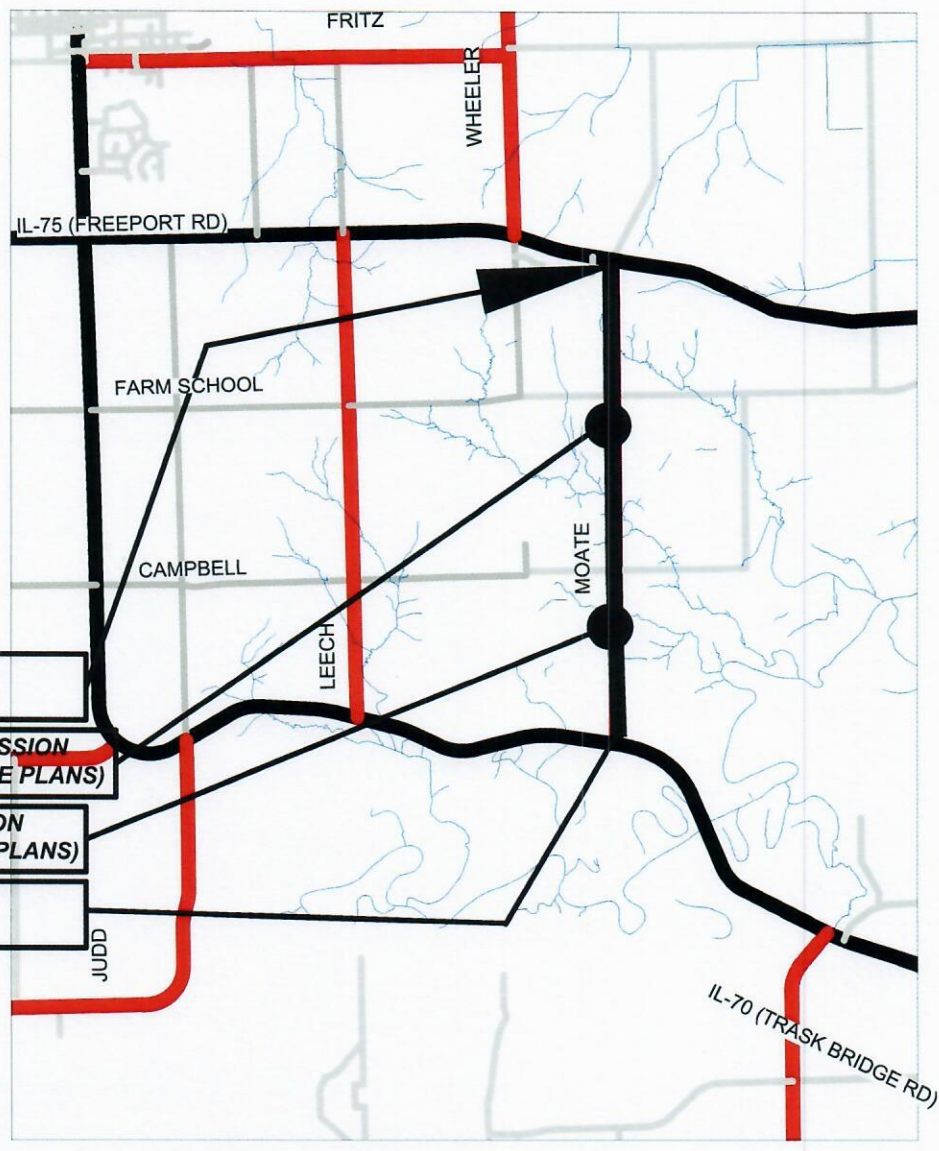 FRITZ
WHEELER
IL-75 (FREEPORT RD)
FARM SCHOOL
CAMPBELL
MOATE
LEECH
SSION
E PLANS)
ON
PLANS)
JUDD
IL-70 (TRASK BRIDGE RD)